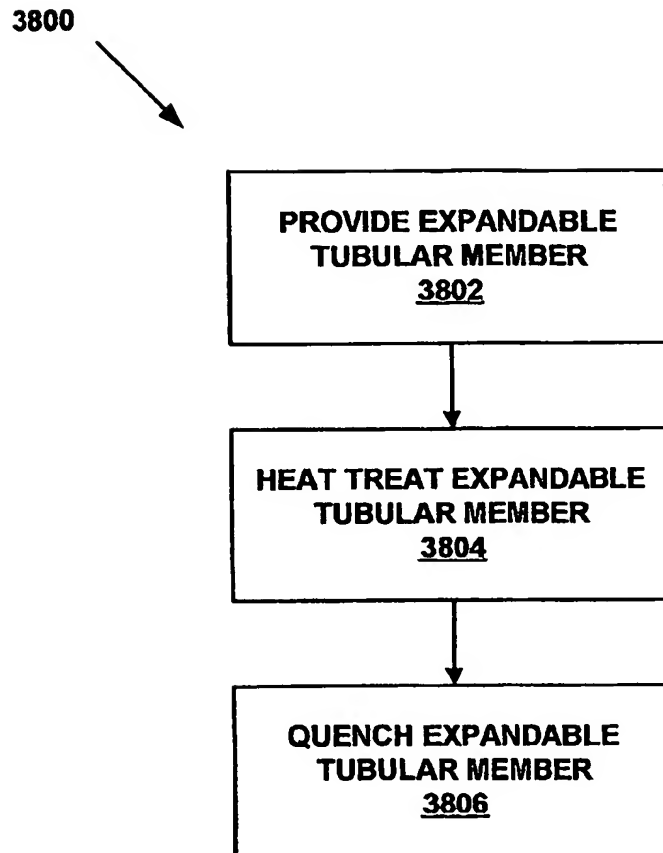 3800
PROVIDE EXPANDABLE
TUBULAR MEMBER
3802
HEAT TREAT EXPANDABLE
TUBULAR MEMBER
3804
QUENCH EXPANDABLE
TUBULAR MEMBER
3806